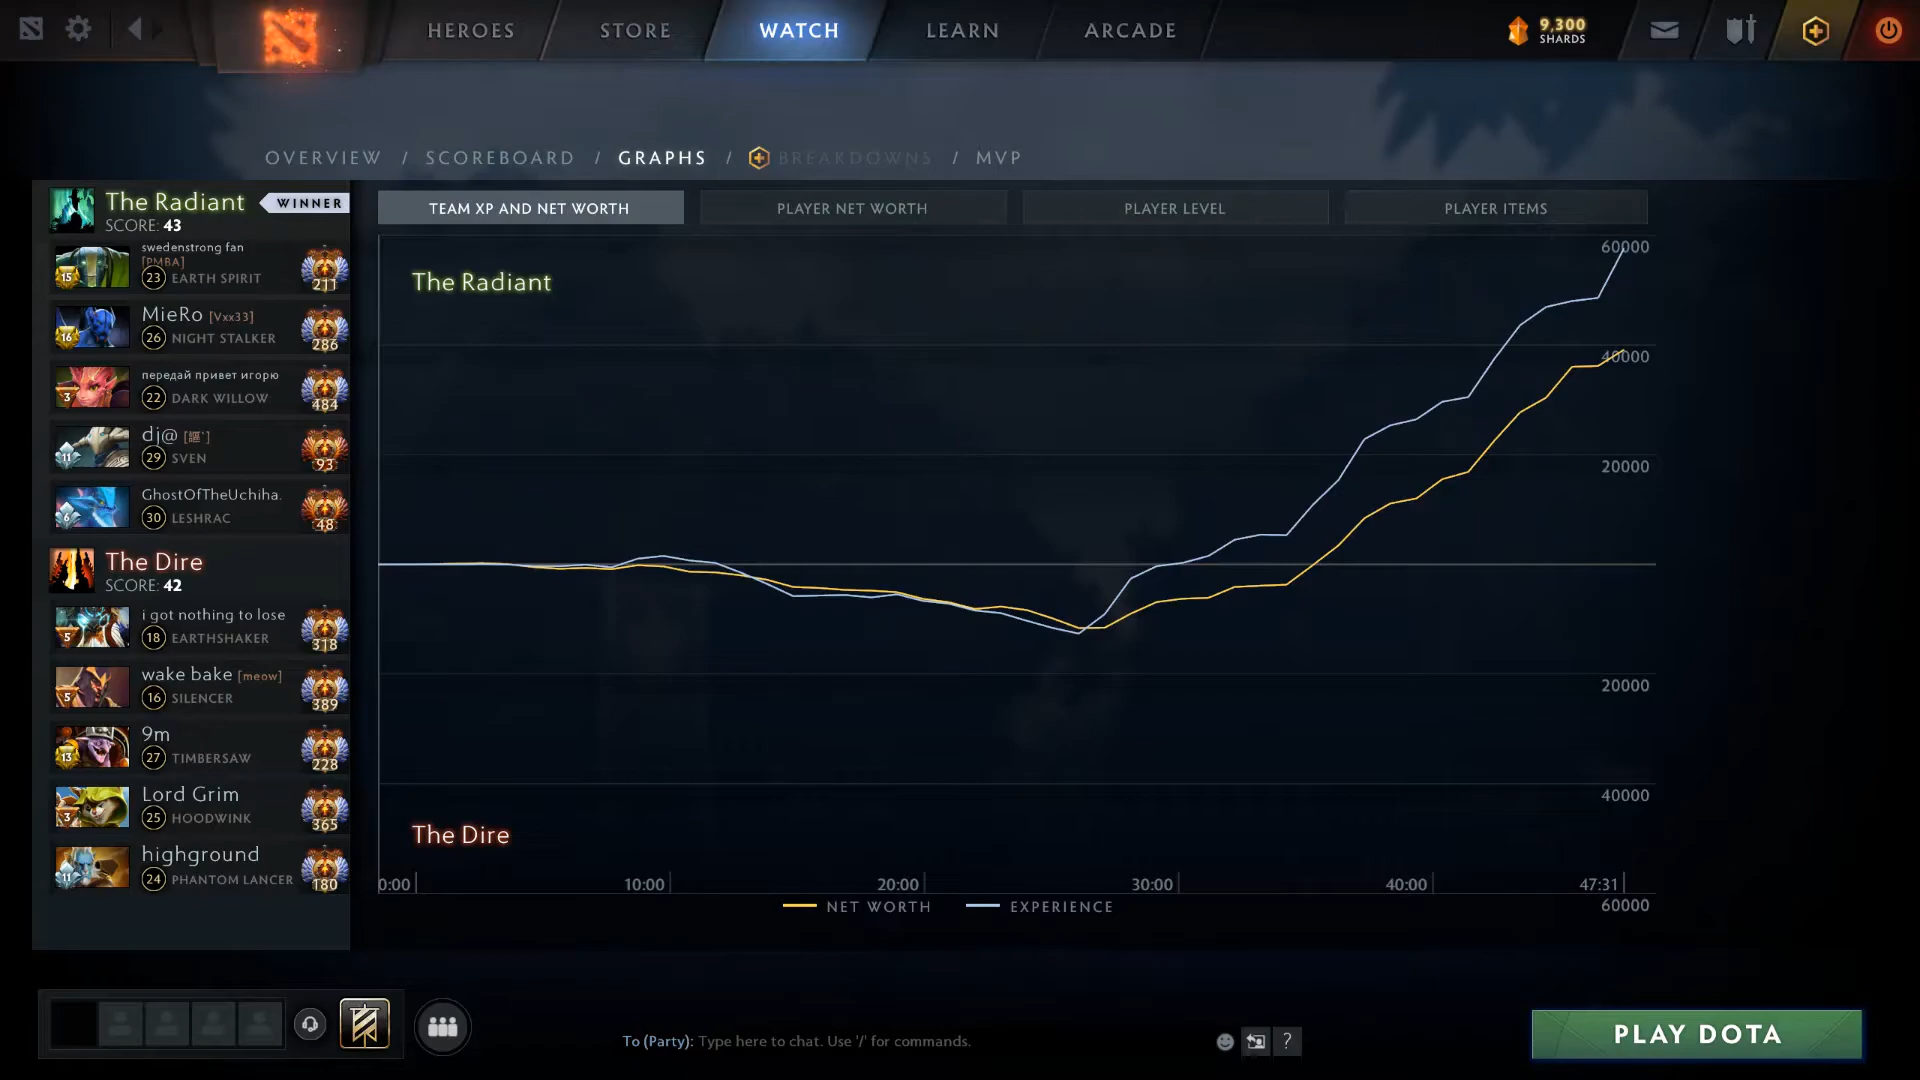 HEROES
STORE
WATCH
LEARN
ARCADE
9,300
SHARDS
OVERVIEW / SCOREBOARD / GRAPHS / BREAKDOWNS / MVP
The Radiant
WINNER
SCORE: 43
swedenstrong fan
[PMBA]
15
23 EARTH SPIRIT
211
MieRo [Vxx33]
16
26 NIGHT STALKER
286
передай привет игорю
3
22 DARK WILLOW
484
dj@
11
29 SVEN
93
GhostOfTheUchiha.
6
30 LESHRAC
48
The Dire
SCORE: 42
i got nothing to lose
5
18 EARTHSHAKER
318
wake bake [meow]
5
16 SILENCER
389
9m
13
27 TIMBERSAW
228
Lord Grim
3
25 HOODWINK
365
highground
11
24 PHANTOM LANCER
180
TEAM XP AND NET WORTH
PLAYER NET WORTH
PLAYER LEVEL
PLAYER ITEMS
The Radiant
60000
40000
20000
20000
40000
The Dire
0:00
10:00
20:00
30:00
40:00
47:31
60000
NET WORTH
EXPERIENCE
To (Party): Type here to chat. Use '/' for commands.
?
PLAY DOTA